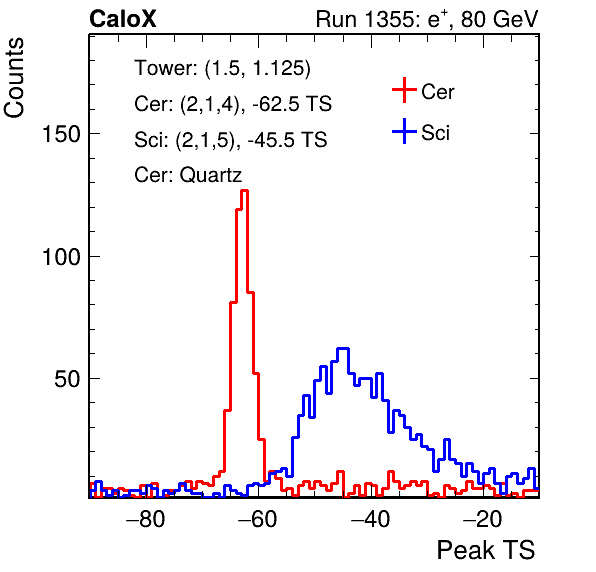 CaloX Run 1355: e⁺, 80 GeV
Counts
Tower: (1.5, 1.125)
Cer: (2,1,4), -62.5 TS
Sci: (2,1,5), -45.5 TS
Cer: Quartz
Cer
Sci
150
100
50
−80 −60 −40 −20
Peak TS